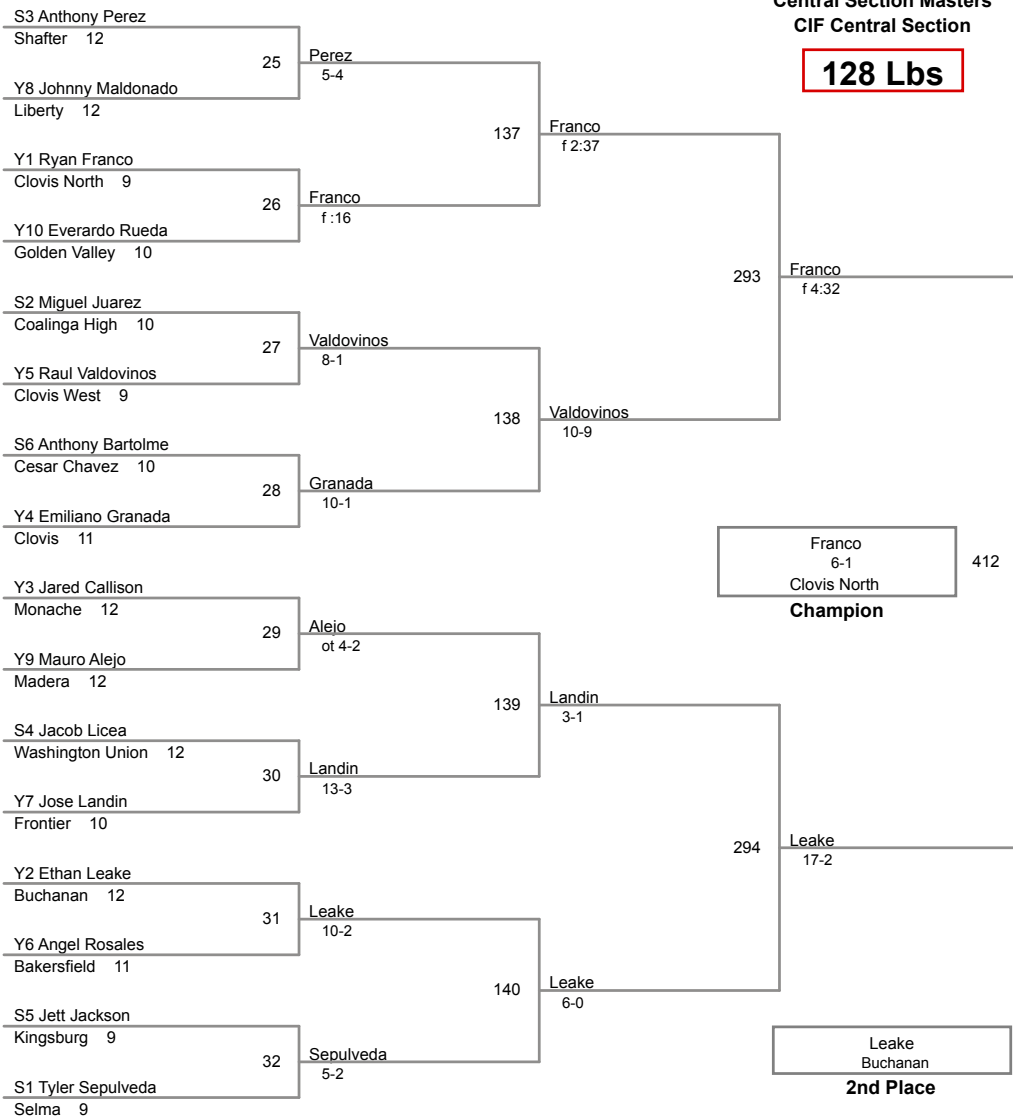 Central Section Masters
CIF Central Section
128 Lbs
S3 Anthony Perez
Shafter 12
25
Perez
5-4
Y8 Johnny Maldonado
Liberty 12
137
Franco
f 2:37
Y1 Ryan Franco
Clovis North 9
26
Franco
f :16
Y10 Everardo Rueda
Golden Valley 10
293
Franco
f 4:32
S2 Miguel Juarez
Coalinga High 10
27
Valdovinos
8-1
Y5 Raul Valdovinos
Clovis West 9
138
Valdovinos
10-9
S6 Anthony Bartolme
Cesar Chavez 10
28
Granada
10-1
Y4 Emiliano Granada
Clovis 11
Franco
6-1
Clovis North
412
Champion
Y3 Jared Callison
Monache 12
29
Alejo
ot 4-2
Y9 Mauro Alejo
Madera 12
139
Landin
3-1
S4 Jacob Licea
Washington Union 12
30
Landin
13-3
Y7 Jose Landin
Frontier 10
294
Leake
17-2
Y2 Ethan Leake
Buchanan 12
31
Leake
10-2
Y6 Angel Rosales
Bakersfield 11
140
Leake
6-0
S5 Jett Jackson
Kingsburg 9
32
Sepulveda
5-2
S1 Tyler Sepulveda
Selma 9
Leake
Buchanan
2nd Place